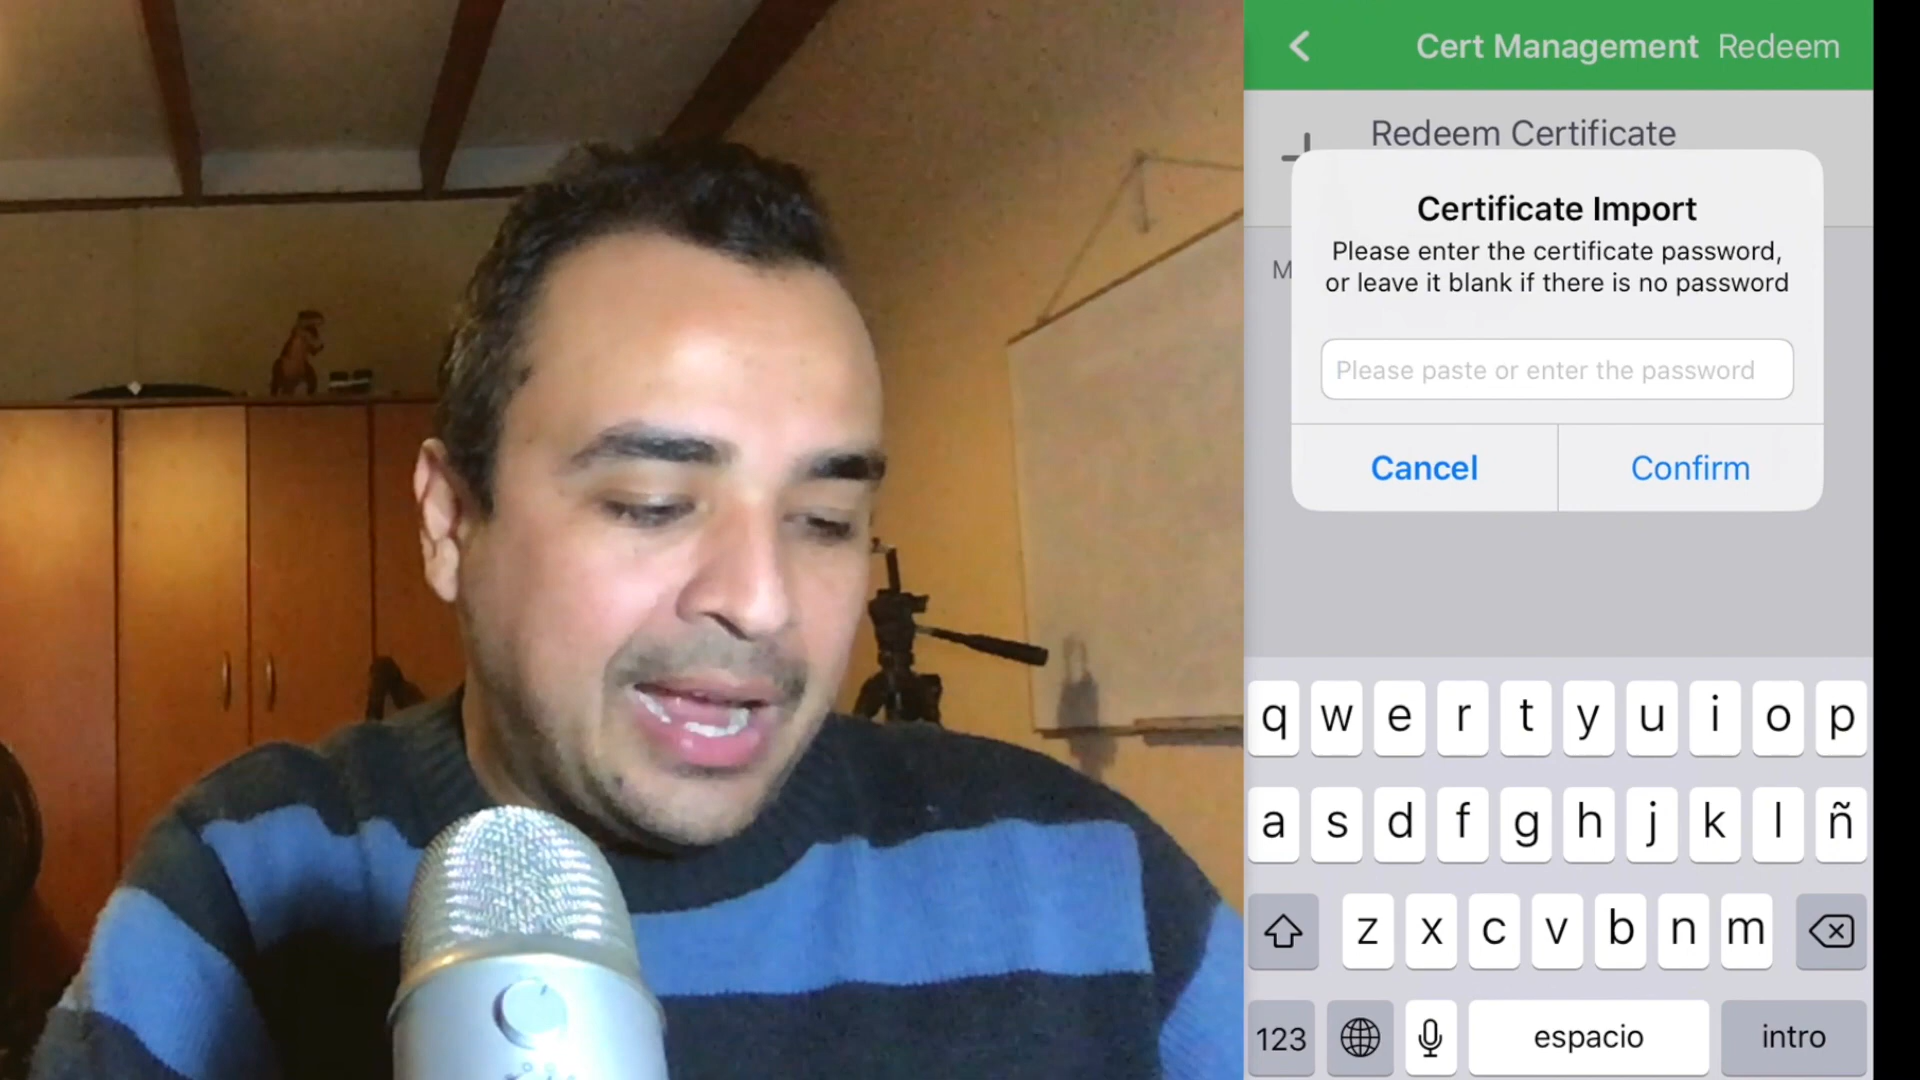 Cert Management Redeem
Redeem Certificate
M
Certificate Import
Please enter the certificate password,
or leave it blank if there is no password
Please paste or enter the password
Cancel Confirm
q w e r t y u i o p
a s d f g h j k l ñ
z x c v b n m
123 espacio intro